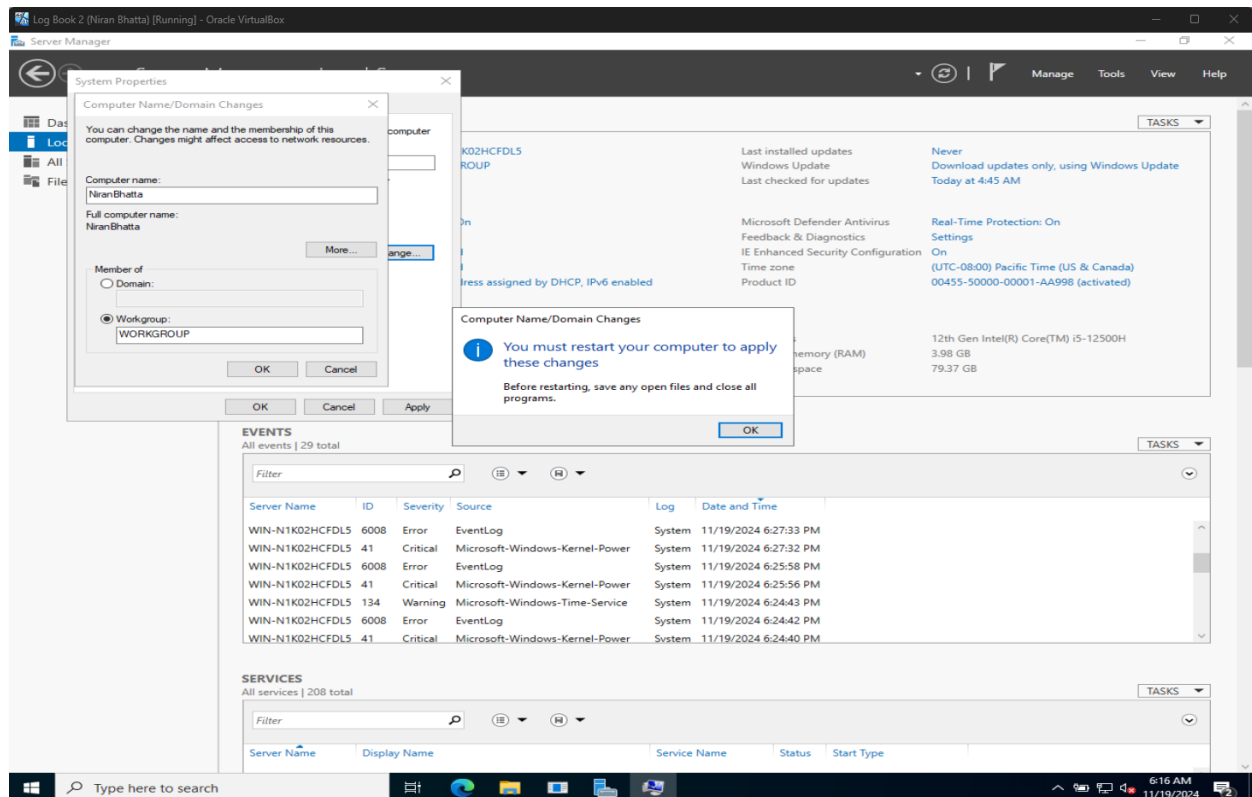 Log Book 2 (Niran Bhatta) [Running] - Oracle VirtualBox
Server Manager
Manage Tools View Help
System Properties
Computer Name/Domain Changes
You can change the name and the membership of this
computer. Changes might affect access to network resources.
Computer name:
NiranBhatta
Full computer name:
NiranBhatta
More...
Member of
Domain:
Workgroup:
WORKGROUP
OK Cancel
OK Cancel Apply
computer
TASKS
K02HCFDL5
Last installed updates Never
Windows Update Download updates only, using Windows Update
Last checked for updates Today at 4:45 AM
Microsoft Defender Antivirus Real-Time Protection: On
Feedback & Diagnostics Settings
IE Enhanced Security Configuration On
Time zone (UTC-08:00) Pacific Time (US & Canada)
assigned by DHCP, IPv6 enabled Product ID 00455-50000-00001-AA998 (activated)
12th Gen Intel(R) Core(TM) i5-12500H
(RAM) 3.98 GB
79.37 GB
Computer Name/Domain Changes
You must restart your computer to apply
these changes
Before restarting, save any open files and close all
programs.
OK
EVENTS
All events | 29 total
TASKS
Filter
Server Name ID Severity Source Log Date and Time
WIN-N1K02HCFDL5 6008 Error EventLog System 11/19/2024 6:27:33 PM
WIN-N1K02HCFDL5 41 Critical Microsoft-Windows-Kernel-Power System 11/19/2024 6:27:32 PM
WIN-N1K02HCFDL5 6008 Error EventLog System 11/19/2024 6:25:58 PM
WIN-N1K02HCFDL5 41 Critical Microsoft-Windows-Kernel-Power System 11/19/2024 6:25:56 PM
WIN-N1K02HCFDL5 134 Warning Microsoft-Windows-Time-Service System 11/19/2024 6:24:43 PM
WIN-N1K02HCFDL5 6008 Error EventLog System 11/19/2024 6:24:42 PM
WIN-N1K02HCFDL5 41 Critical Microsoft-Windows-Kernel-Power System 11/19/2024 6:24:40 PM
SERVICES
All services | 208 total
TASKS
Filter
Server Name Display Name Service Name Status Start Type
Type here to search
6:16 AM
11/19/2024